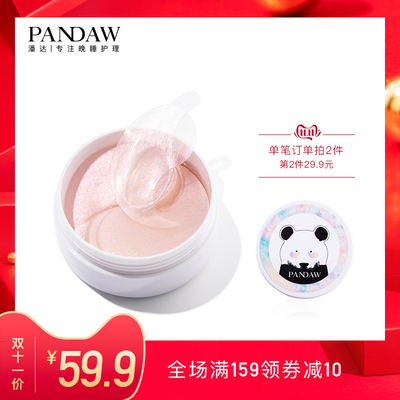 PANDAW
潘达|专注晚睡护理
11.11
单笔订单拍2件
第2件29.9元
PANDAW
双十一价
¥59.9
全场满159领券减10